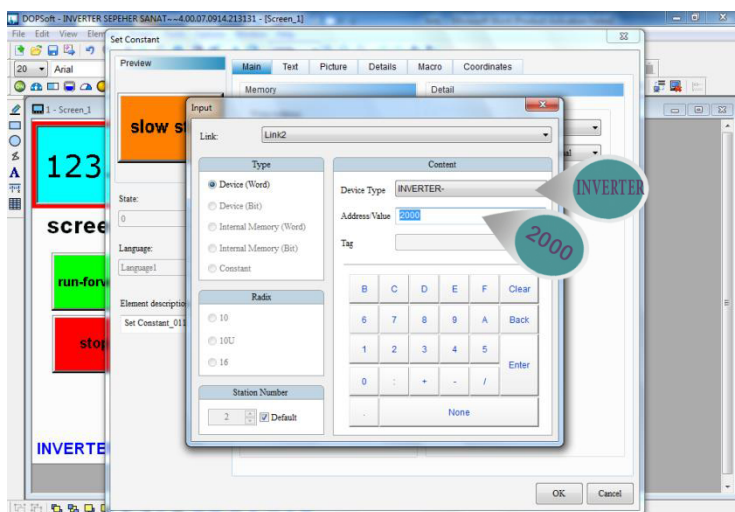 DOPSoft - INVERTER SEPEHER SANAT~~4.00.07.0914.213131 - [Screen_1]
File Edit View Elem
Set Constant
20 Arial
Preview
Main Text Picture Details Macro Coordinates
Memory
Detail
1 - Screen_1
slow st
Input
Link:
Link2
Type
Device (Word)
Device (Bit)
Internal Memory (Word)
Internal Memory (Bit)
Constant
Radix
10
10U
16
Station Number
2
Default
Content
Device Type
INVERTER-
Address/Value
2000
Tag
B C D E F Clear
6 7 8 9 A Back
1 2 3 4 5
Enter
0 : + - /
. None
INVERTER
2000
State:
0
Language:
Language1
Element descriptio
Set Constant_011
123
scree
run-forw
stop
INVERTE
OK
Cancel